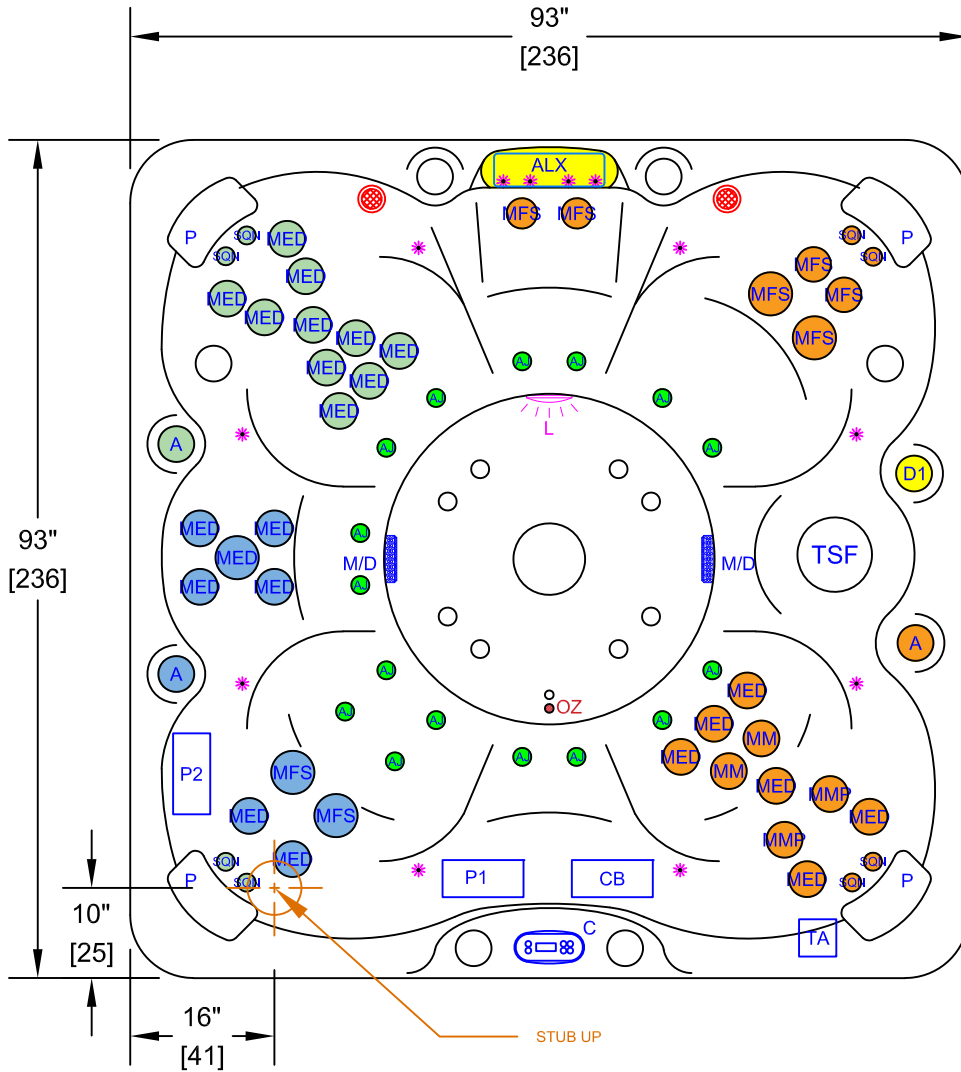 93"
[236]
ALX
MFS MFS
P SQN MED
SQN MED
MED MED MED MED MED
MED MED
MED
SQN P
MFS SQN
MFS MFS
MFS
AJ AJ
AJ AJ
AJ AJ
L
A
D1
93"
[236]
MED MED
MED
MED MED
AJ
AJ
M/D
M/D
TSF
A
A
AJ AJ
AJ AJ AJ
AJ
AJ AJ
OZ
MED
MED MM
MED MM
MED MMP MED
MMP
MED
P2
MFS
MED MFS
MED
SQN
P SQN
P1
CB
SQN
SQN P
TA
C
10"
[25]
16"
[41]
STUB UP